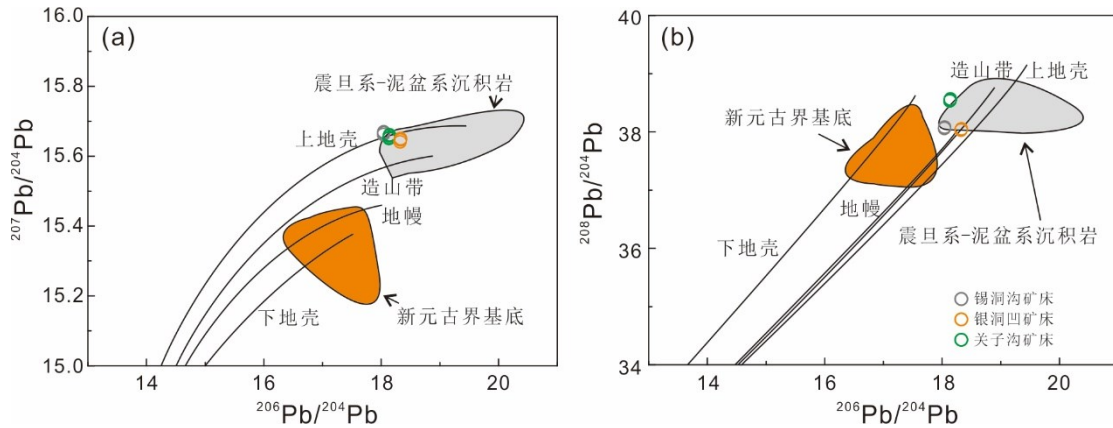 (a)
16.0
15.8
15.6
15.4
15.2
15.0
14
16
18
20
²⁰⁷Pb/²⁰⁴Pb
²⁰⁶Pb/²⁰⁴Pb
震旦系-泥盆系沉积岩
上地壳
造山带
地幔
下地壳
新元古界基底
(b)
40
38
36
34
14
16
18
20
²⁰⁸Pb/²⁰⁴Pb
²⁰⁶Pb/²⁰⁴Pb
造山带
上地壳
新元古界基底
地幔
下地壳
震旦系-泥盆系沉积岩
锡洞沟矿床
银洞凹矿床
关子沟矿床